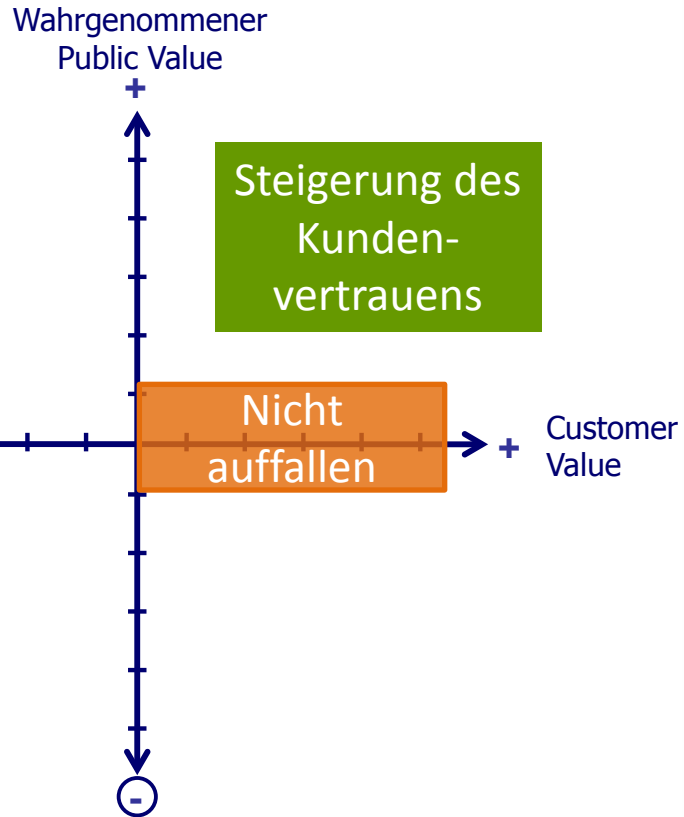 Wahrgenommener
Public Value
+
Steigerung des
Kunden-
vertrauens
Nicht
auffallen
+
Customer
Value
-